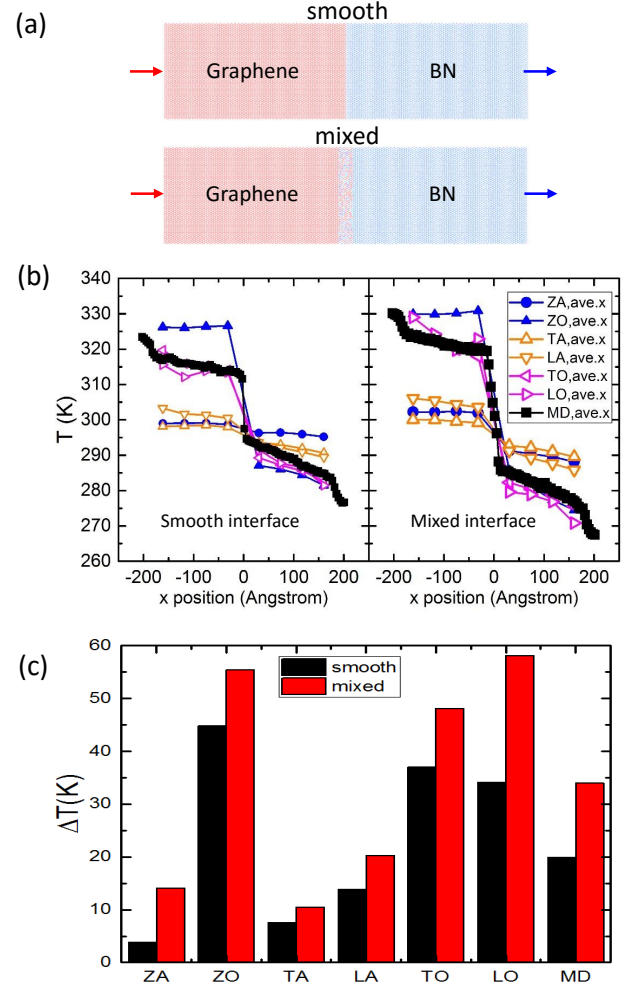 (a)
smooth
Graphene
BN
mixed
Graphene
BN
(b)
340
330
320
310
300
290
280
270
260
T (K)
ZA,ave.x
ZO,ave.x
TA,ave.x
LA,ave.x
TO,ave.x
LO,ave.x
MD,ave.x
Smooth interface
Mixed interface
-200 -100 0 100 200
-200 -100 0 100 200
x position (Angstrom)
x position (Angstrom)
(c)
60
50
40
30
20
10
0
ΔT(K)
smooth
mixed
ZA ZO TA LA TO LO MD